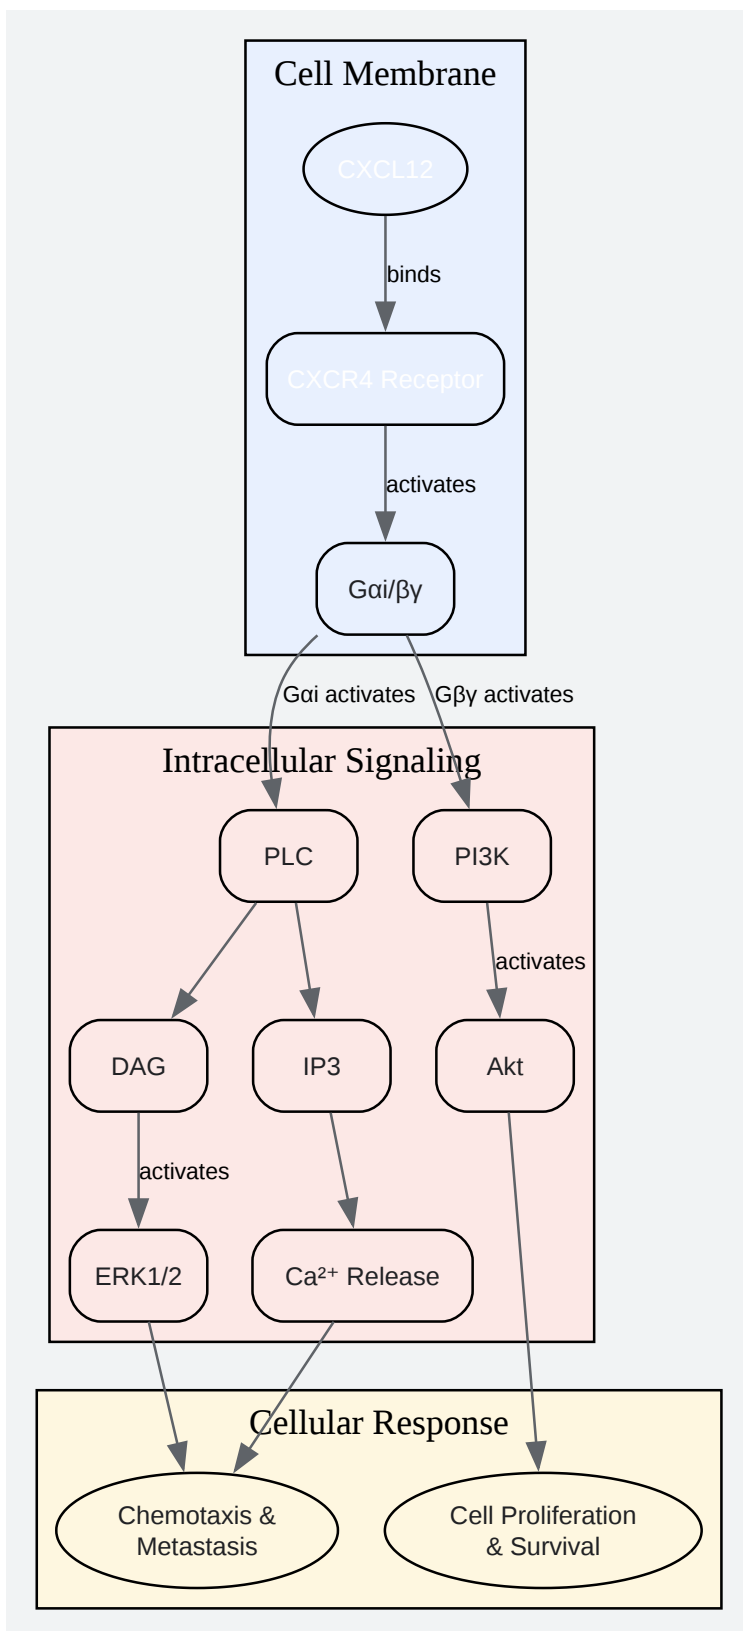 Cell Membrane
CXCL12
binds
CXCR4 Receptor
activates
Gαi/βγ
Gαi activates
Gβγ activates
Intracellular Signaling
PLC
PI3K
activates
DAG
IP3
Akt
activates
ERK1/2
Ca²⁺ Release
Cellular Response
Chemotaxis &
Metastasis
Cell Proliferation
& Survival